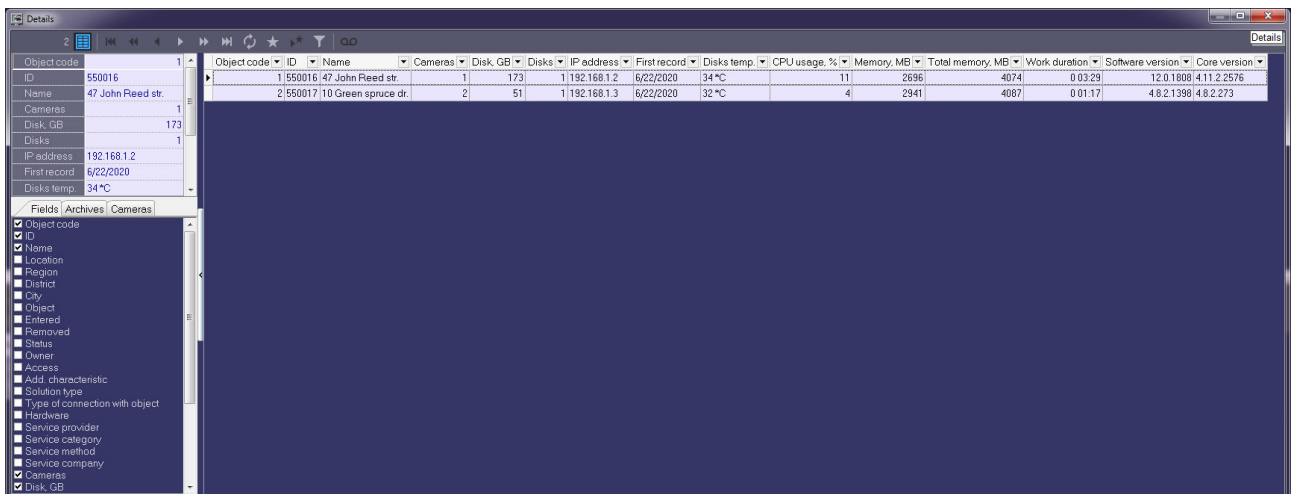 Details
2
Details
Object code 1
ID 550016
Name 47 John Reed str.
Cameras 1
Disk, GB 173
Disks 1
IP address 192.168.1.2
First record 6/22/2020
Disks temp. 34 °C
Fields Archives Cameras
Object code
ID
Name
Location
Region
District
City
Object
Entered
Removed
Status
Owner
Access
Add. characteristic
Solution type
Type of connection with object
Hardware
Service provider
Service category
Service method
Service company
Cameras
Disk, GB
Object code ID Name Cameras Disk, GB Disks IP address First record Disks temp. CPU usage, % Memory, MB Total memory, MB Work duration Software version Core version
1 550016 47 John Reed str. 1 173 1 192.168.1.2 6/22/2020 34 °C 11 2696 4074 0 03:29 12.0.1808 4.11.2.2576
2 550017 10 Green spruce dr. 2 51 1 192.168.1.3 6/22/2020 32 °C 4 2941 4087 0 01:17 4.8.2.1398 4.8.2.273